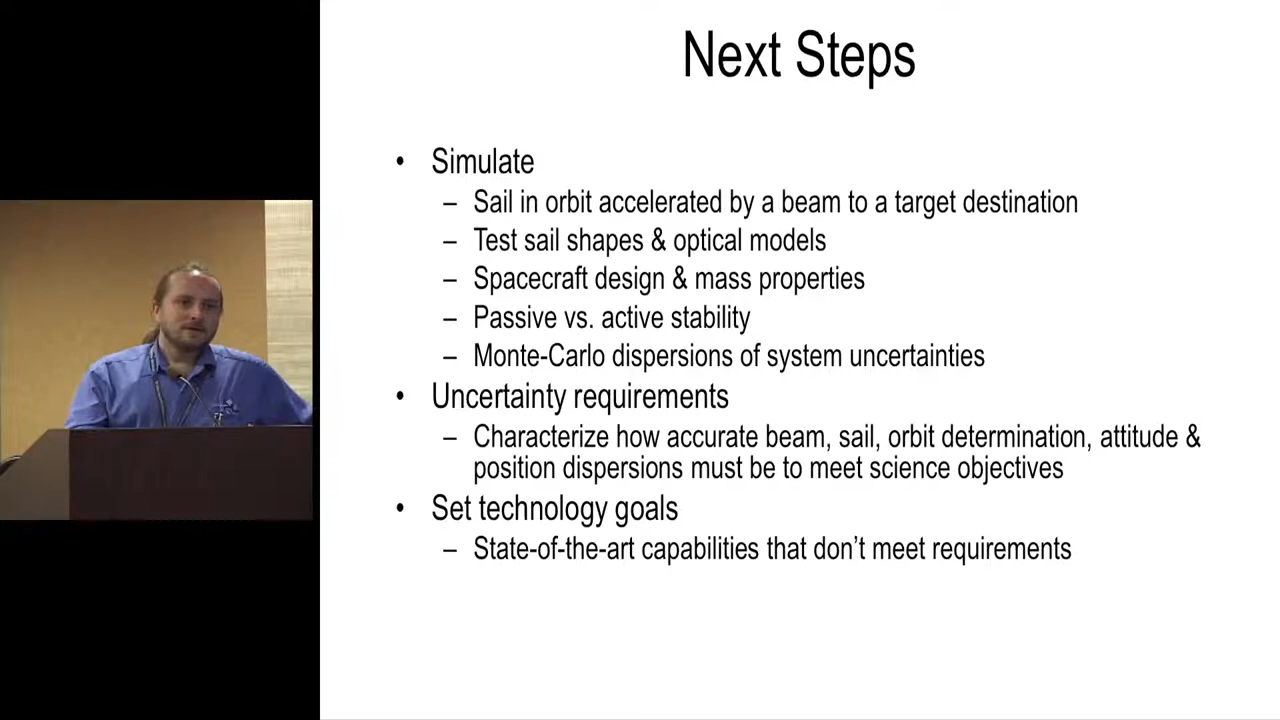 Next Steps
• Simulate
– Sail in orbit accelerated by a beam to a target destination
– Test sail shapes & optical models
– Spacecraft design & mass properties
– Passive vs. active stability
– Monte-Carlo dispersions of system uncertainties
• Uncertainty requirements
– Characterize how accurate beam, sail, orbit determination, attitude &
position dispersions must be to meet science objectives
• Set technology goals
– State-of-the-art capabilities that don’t meet requirements